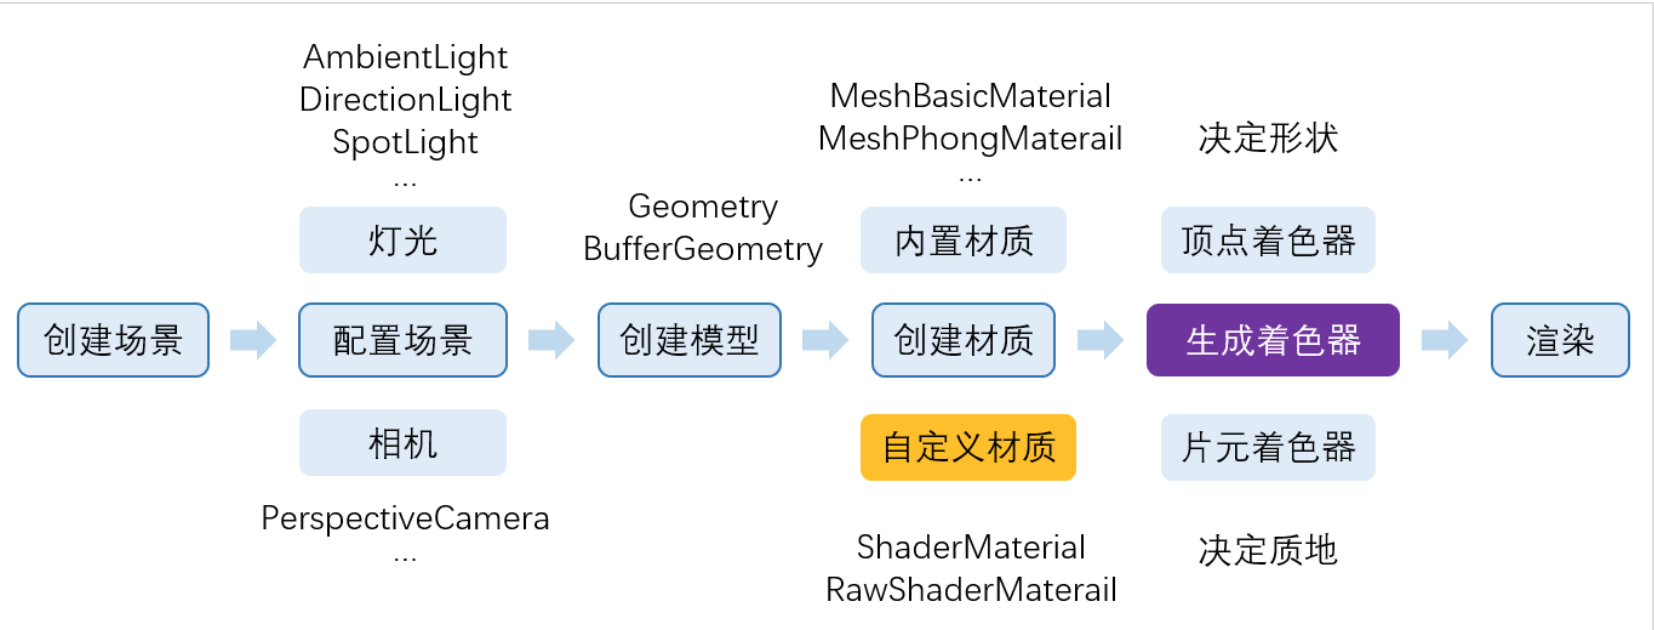 AmbientLight
DirectionLight
SpotLight
...
灯光
创建场景
配置场景
相机
PerspectiveCamera
...
Geometry
BufferGeometry
创建模型
MeshBasicMaterial
MeshPhongMaterail
...
内置材质
创建材质
自定义材质
ShaderMaterial
RawShaderMaterail
决定形状
顶点着色器
生成着色器
片元着色器
决定质地
渲染